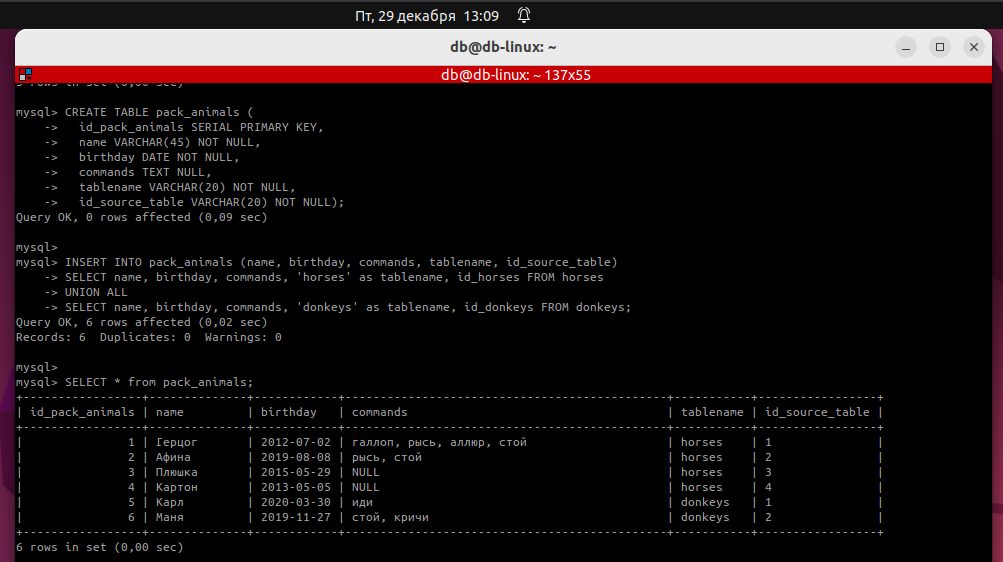 Пт, 29 декабря 13:09
db@db-linux: ~
db@db-linux: ~ 137x55
rows in set (0,00 sec)
mysql> CREATE TABLE pack_animals (
    ->   id_pack_animals SERIAL PRIMARY KEY,
    ->   name VARCHAR(45) NOT NULL,
    ->   birthday DATE NOT NULL,
    ->   commands TEXT NULL,
    ->   tablename VARCHAR(20) NOT NULL,
    ->   id_source_table VARCHAR(20) NOT NULL);
Query OK, 0 rows affected (0,09 sec)
mysql>
mysql> INSERT INTO pack_animals (name, birthday, commands, tablename, id_source_table)
    -> SELECT name, birthday, commands, 'horses' as tablename, id_horses FROM horses
    -> UNION ALL
    -> SELECT name, birthday, commands, 'donkeys' as tablename, id_donkeys FROM donkeys;
Query OK, 6 rows affected (0,02 sec)
Records: 6  Duplicates: 0  Warnings: 0
mysql>
mysql> SELECT * from pack_animals;
+-----------------+--------------+------------+----------------------------------------------+-----------+-----------------+
| id_pack_animals | name         | birthday   | commands                                     | tablename | id_source_table |
+-----------------+--------------+------------+----------------------------------------------+-----------+-----------------+
|               1 | Герцог       | 2012-07-02 | галлоп, рысь, аллюр, стой                    | horses    | 1               |
|               2 | Афина        | 2019-08-08 | рысь, стой                                   | horses    | 2               |
|               3 | Плюшка       | 2015-05-29 | NULL                                         | horses    | 3               |
|               4 | Картон       | 2013-05-05 | NULL                                         | horses    | 4               |
|               5 | Карл         | 2020-03-30 | иди                                          | donkeys   | 1               |
|               6 | Маня         | 2019-11-27 | стой, кричи                                  | donkeys   | 2               |
+-----------------+--------------+------------+----------------------------------------------+-----------+-----------------+
6 rows in set (0,00 sec)